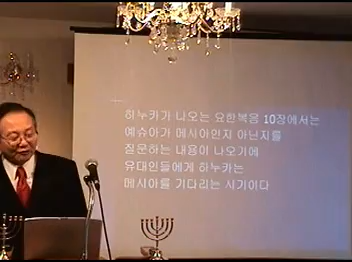 하누카가 나오는 요한복음 10장에서는
예슈아가 메시아인지 아닌지를
질문하는 내용이 나오기에
유대인들에게 하누카는
메시아를 기다리는 시기이다